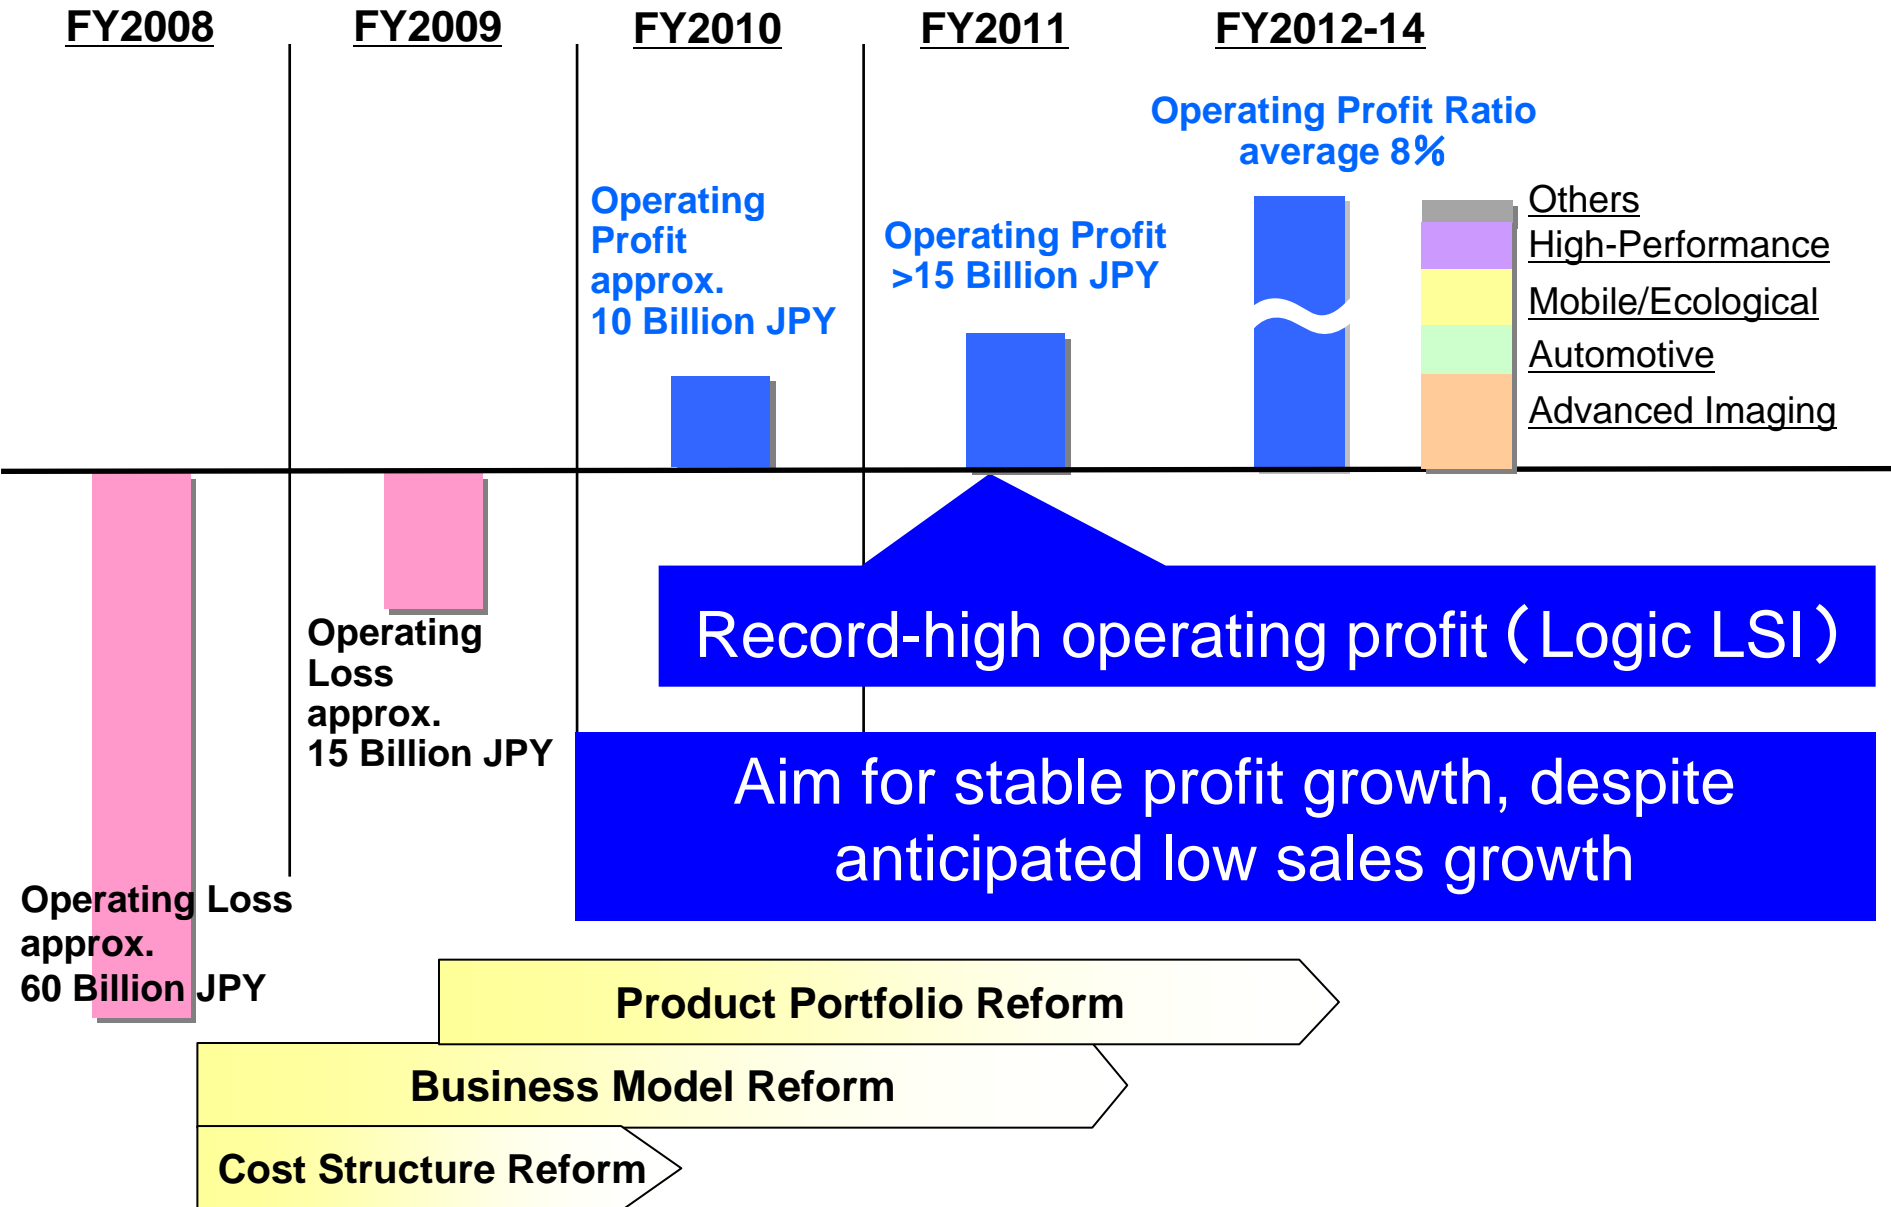 FY2008
FY2009
FY2010
FY2011
FY2012-14
Operating Profit Ratio
average 8%
Operating
Profit
approx.
10 Billion JPY
Operating Profit
>15 Billion JPY
Others
High-Performance
Mobile/Ecological
Automotive
Advanced Imaging
Operating
Loss
approx.
15 Billion JPY
Record-high operating profit（Logic LSI）
Aim for stable profit growth, despite
anticipated low sales growth
Operating Loss
approx.
60 Billion JPY
Product Portfolio Reform
Business Model Reform
Cost Structure Reform